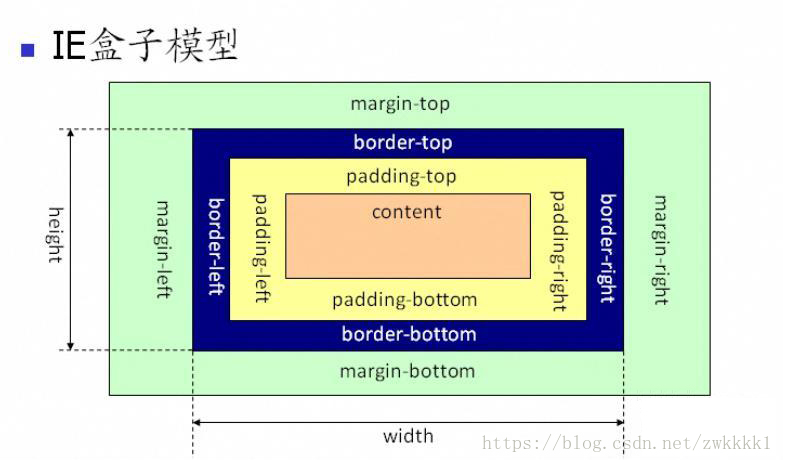 IE盒子模型
margin-top
border-top
padding-top
content
height
margin-left
border-left
padding-left
padding-right
border-right
margin-right
padding-bottom
border-bottom
margin-bottom
width
https://blog.csdn.net/zwkkkk1